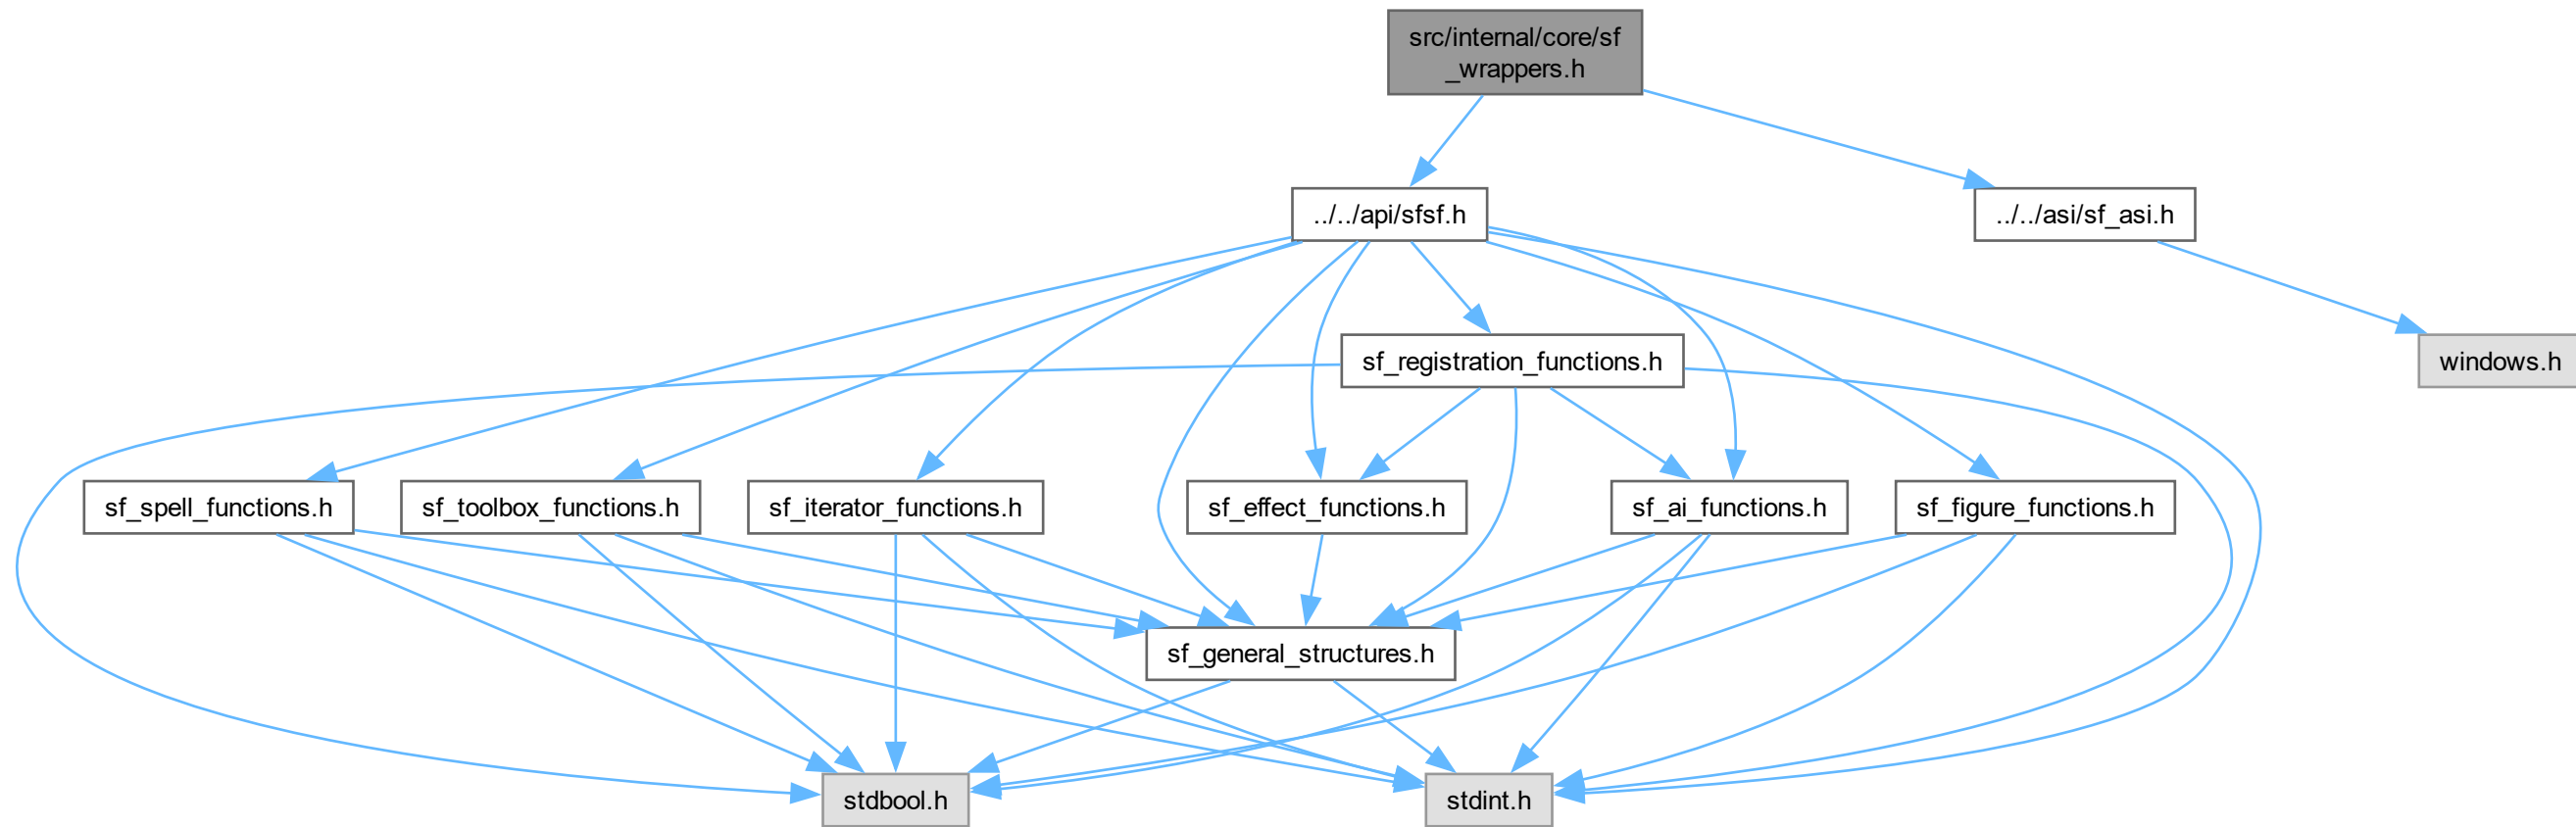 src/internal/core/sf
_wrappers.h
../../api/sfsf.h
../../asi/sf_asi.h
sf_registration_functions.h
windows.h
sf_spell_functions.h
sf_toolbox_functions.h
sf_iterator_functions.h
sf_effect_functions.h
sf_ai_functions.h
sf_figure_functions.h
sf_general_structures.h
stdbool.h
stdint.h